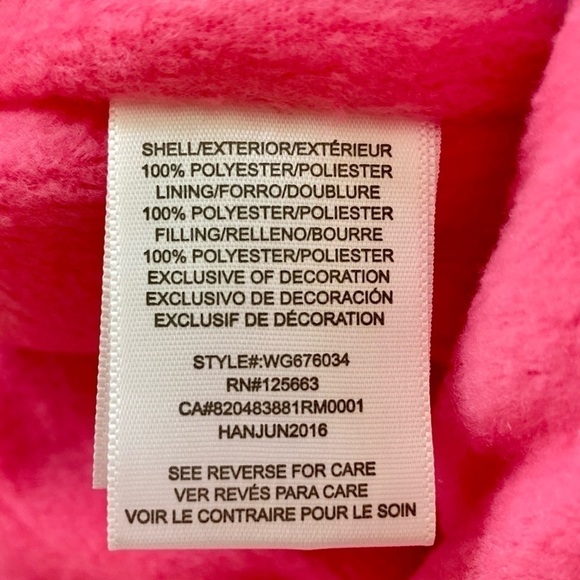 SHELL/EXTERIOR/EXTÉRIEUR
100% POLYESTER/POLIESTER
LINING/FORRO/DOUBLURE
100% POLYESTER/POLIESTER
FILLING/RELLENO/BOURRE
100% POLYESTER/POLIESTER
EXCLUSIVE OF DECORATION
EXCLUSIVO DE DECORACIÓN
EXCLUSIF DE DÉCORATION
STYLE#:WG676034
RN#125663
CA#820483881RM0001
HANJUN2016
SEE REVERSE FOR CARE
VER REVÉS PARA CARE
VOIR LE CONTRAIRE POUR LE SOIN